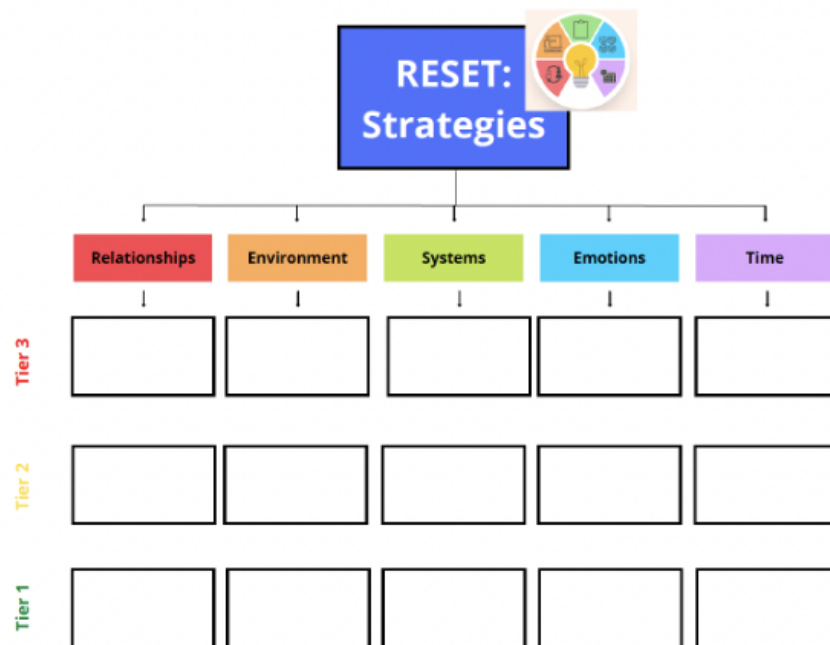 RESET:
Strategies
Relationships
Environment
Systems
Emotions
Time
Tier 3
Tier 2
Tier 1